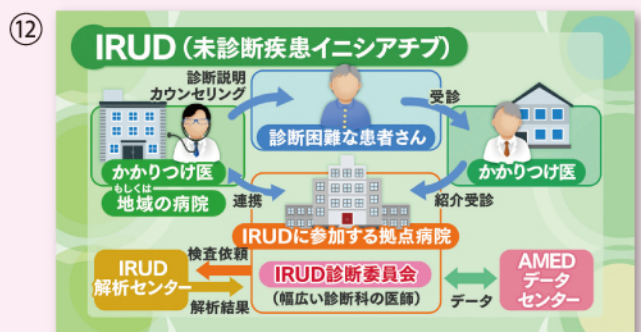 ⑫
IRUD(未診断疾患イニシアチブ)
診断説明
カウンセリング
受診
診断困難な患者さん
かかりつけ医
もしくは
地域の病院
かかりつけ医
連携
紹介受診
IRUDに参加する拠点病院
検査依頼
IRUD
解析センター
解析結果
IRUD診断委員会
(幅広い診断科の医師)
データ
AMED
データ
センター